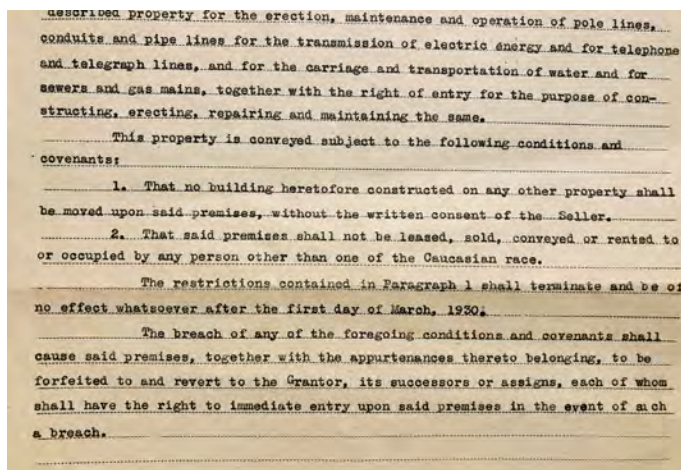 described property for the erection, maintenance and operation of pole lines,
conduits and pipe lines for the transmission of electric energy and for telephone
and telegraph lines, and for the carriage and transportation of water and for
sewers and gas mains, together with the right of entry for the purpose of con-
structing, erecting, repairing and maintaining the same.
This property is conveyed subject to the following conditions and
covenants:
1. That no building heretofore constructed on any other property shall
be moved upon said premises, without the written consent of the Seller.
2. That said premises shall not be leased, sold, conveyed or rented to
or occupied by any person other than one of the Caucasian race.
The restrictions contained in Paragraph 1 shall terminate and be of
no effect whatsoever after the first day of March, 1930.
The breach of any of the foregoing conditions and covenants shall
cause said premises, together with the appurtenances thereto belonging, to be
forfeited to and revert to the Grantor, its successors or assigns, each of whom
shall have the right to immediate entry upon said premises in the event of such
a breach.